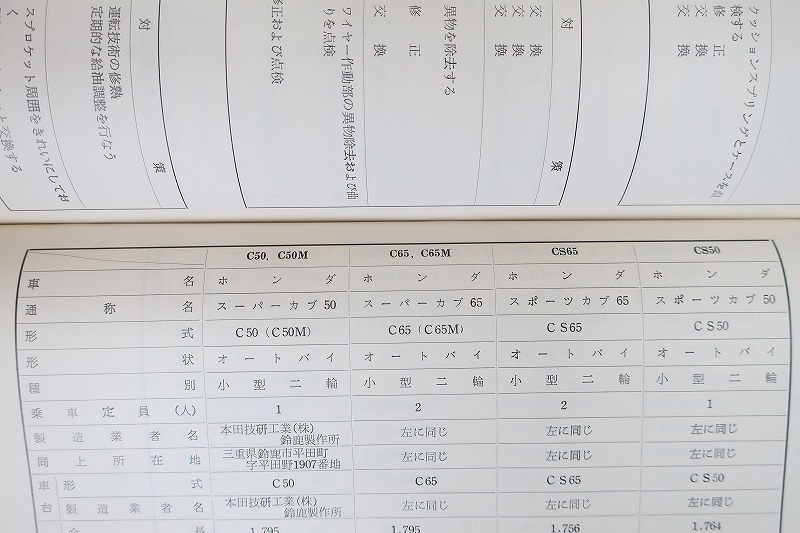 クッションスプリングとケースを点
検する
修 正
交 換
対 策
交 換
交 換
交 換
異物を除去する
修 正
交 換
ワイヤー作動部の異物除去および曲
りを点検
修正および点検
対 策
運転技術の修熟
定期的な給油調整を行なう
スプロケット周囲をきれいにしてお
く
と交換する
C50, C50M C65, C65M CS65 CS50
車 名 ホ ン ダ ホ ン ダ ホ ン ダ ホ ン ダ
通 称 名 スーパーカブ50 スーパーカブ65 スポーツカブ65 スポーツカブ50
形 式 C50(C50M) C65(C65M) CS65 CS50
形 状 オートバイ オートバイ オートバイ オートバイ
種 別 小型二輪 小型二輪 小型二輪 小型二輪
乗車定員(人) 1 2 2 1
製造業者名 本田技研工業(株) 鈴鹿製作所 左に同じ 左に同じ 左に同じ
同上所在地 三重県鈴鹿市平田町 字平田野1907番地 左に同じ 左に同じ 左に同じ
車台 形 式 C50 C65 CS65 CS50
製造業者名 本田技研工業(株) 鈴鹿製作所 左に同じ 左に同じ 左に同じ
全 長 1,795 1,795 1,756 1,764